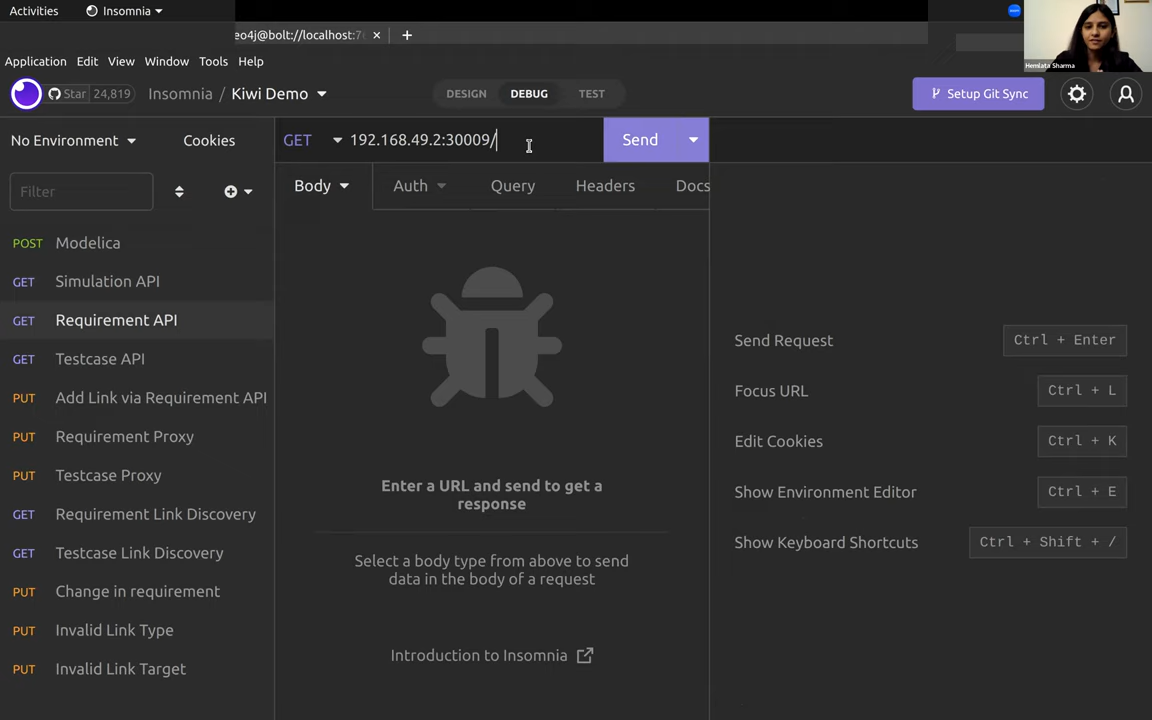 Activities
Insomnia
Hemlata Sharma
eo4j@bolt://localhost:7
Application Edit View Window Tools Help
Star 24,819
Insomnia / Kiwi Demo
DESIGN DEBUG TEST
Setup Git Sync
No Environment
Cookies
GET 192.168.49.2:30009/
Send
Filter
Body Auth Query Headers Docs
POST Modelica
GET Simulation API
GET Requirement API
GET Testcase API
PUT Add Link via Requirement API
PUT Requirement Proxy
PUT Testcase Proxy
GET Requirement Link Discovery
GET Testcase Link Discovery
PUT Change in requirement
PUT Invalid Link Type
PUT Invalid Link Target
Enter a URL and send to get a
response
Select a body type from above to send
data in the body of a request
Introduction to Insomnia
Send Request Ctrl + Enter
Focus URL Ctrl + L
Edit Cookies Ctrl + K
Show Environment Editor Ctrl + E
Show Keyboard Shortcuts Ctrl + Shift + /